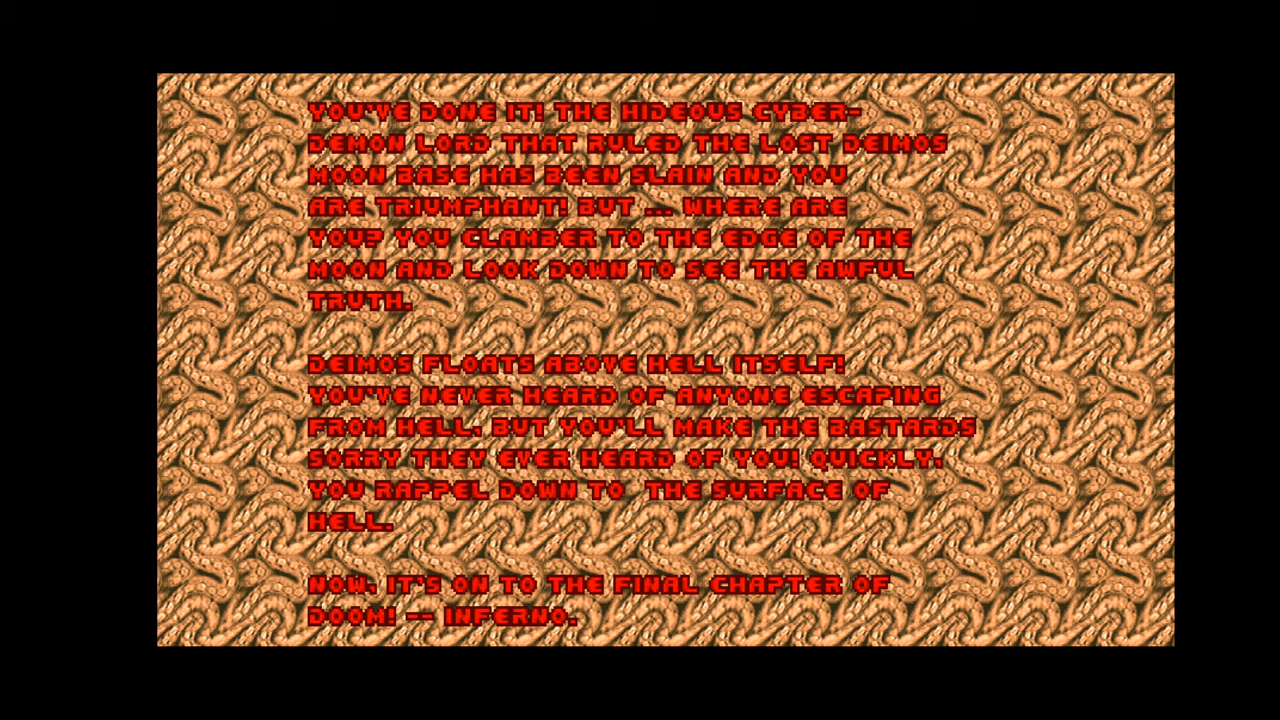 YOU'VE DONE IT! THE HIDEOUS CYBER-
DEMON LORD THAT RULED THE LOST DEIMOS
MOON BASE HAS BEEN SLAIN AND YOU
ARE TRIUMPHANT! BUT ... WHERE ARE
YOU? YOU CLAMBER TO THE EDGE OF THE
MOON AND LOOK DOWN TO SEE THE AWFUL
TRUTH.

DEIMOS FLOATS ABOVE HELL ITSELF!
YOU'VE NEVER HEARD OF ANYONE ESCAPING
FROM HELL, BUT YOU'LL MAKE THE BASTARDS
SORRY THEY EVER HEARD OF YOU! QUICKLY,
YOU RAPPEL DOWN TO  THE SURFACE OF
HELL.

NOW, IT'S ON TO THE FINAL CHAPTER OF
DOOM! -- INFERNO.